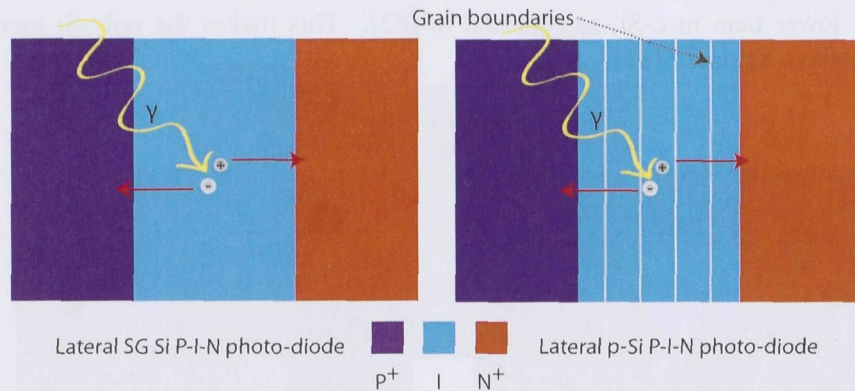 Grain boundaries
γ
+
-
γ
+
-
Lateral SG Si P-I-N photo-diode
Lateral p-Si P-I-N photo-diode
P+
I
N+